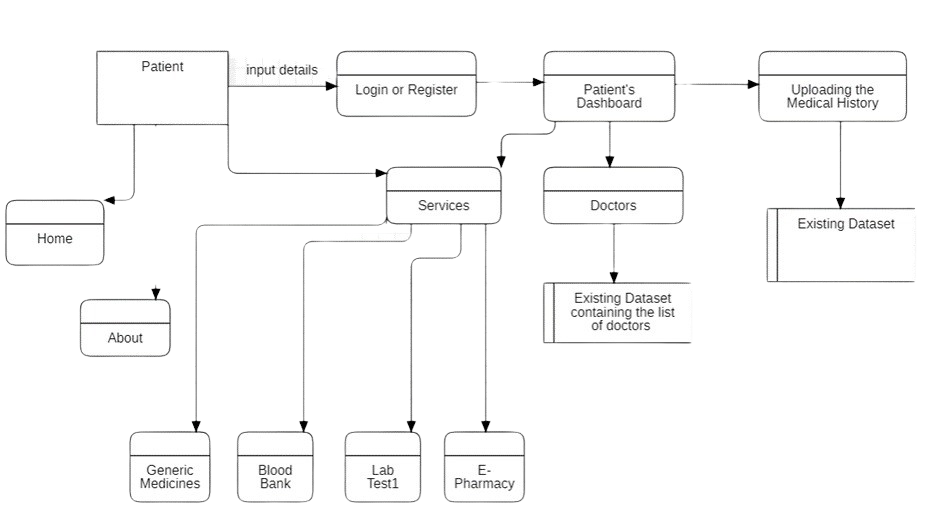 Patient
input details
Login or Register
Patient's
Dashboard
Uploading the
Medical History
Services
Doctors
Existing Dataset
Home
Existing Dataset
containing the list
of doctors
About
Generic
Medicines
Blood
Bank
Lab
Test1
E-
Pharmacy